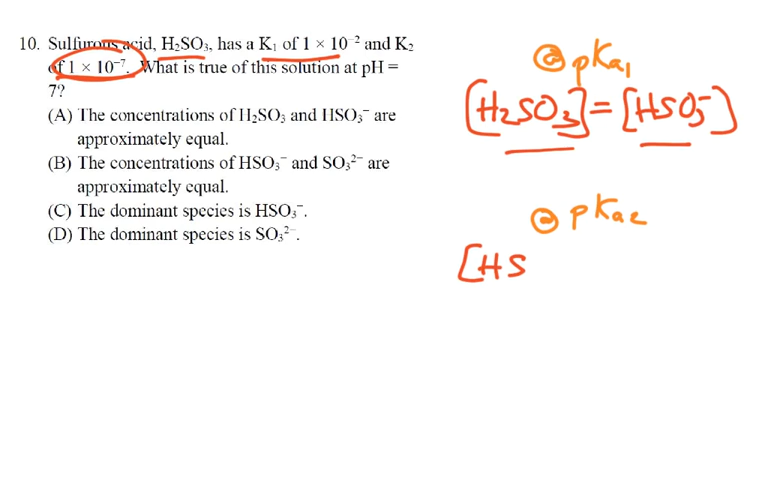 10. Sulfurous acid, H₂SO₃, has a K₁ of 1 × 10⁻² and K₂
of 1 × 10⁻⁷. What is true of this solution at pH =
7?
(A) The concentrations of H₂SO₃ and HSO₃⁻ are
approximately equal.
(B) The concentrations of HSO₃⁻ and SO₃²⁻ are
approximately equal.
(C) The dominant species is HSO₃⁻.
(D) The dominant species is SO₃²⁻.
@ pKa₁
[H₂SO₃] = [HSO₃⁻]
@ pKa₂
[HS